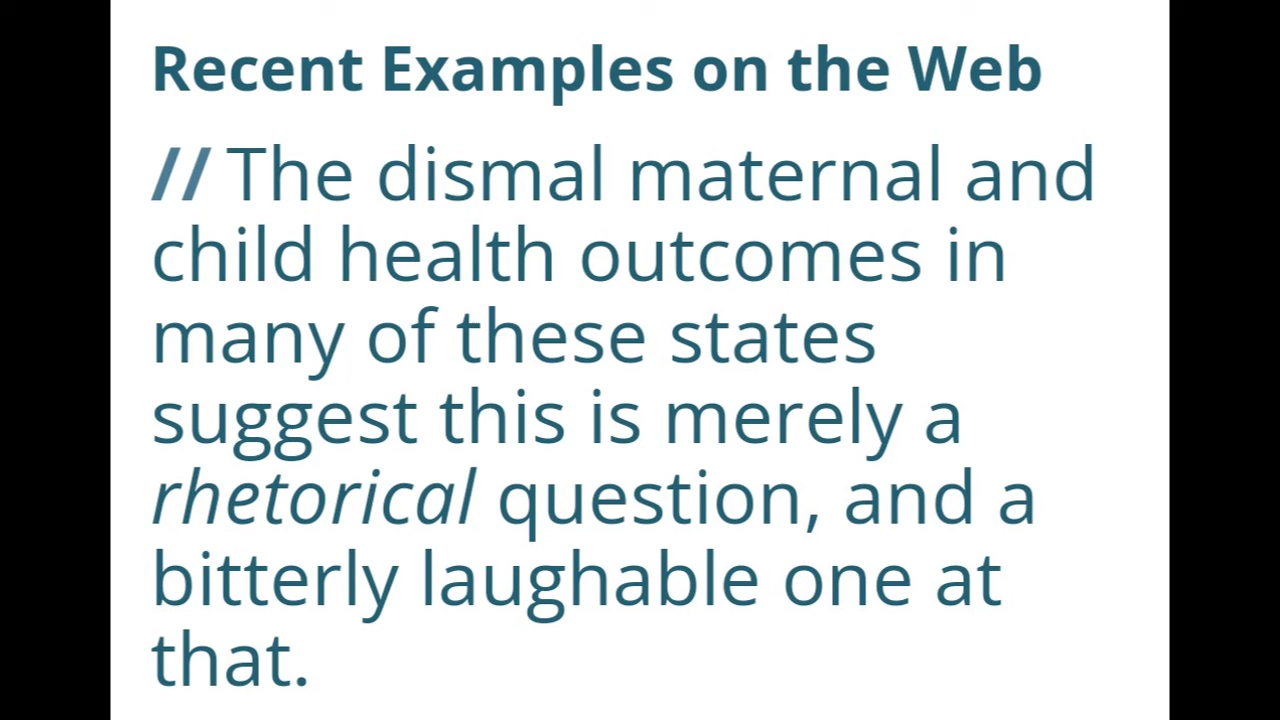 Recent Examples on the Web
// The dismal maternal and
child health outcomes in
many of these states
suggest this is merely a
rhetorical question, and a
bitterly laughable one at
that.